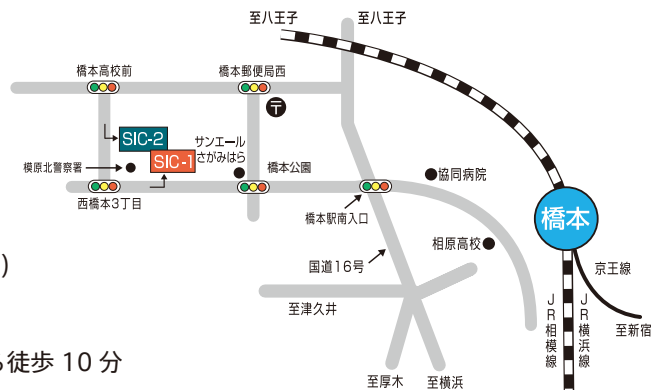 至八王子
至八王子
橋本高校前
橋本郵便局西
〒
SIC-2
サンエール
さがみはら
SIC-1
模原北警察署
橋本公園
協同病院
西橋本3丁目
橋本駅南入口
橋本
相原高校
国道16号
京王線
)
至津久井
JR相模線
JR横浜線
至新宿
ら徒歩 10 分
至厚木
至横浜